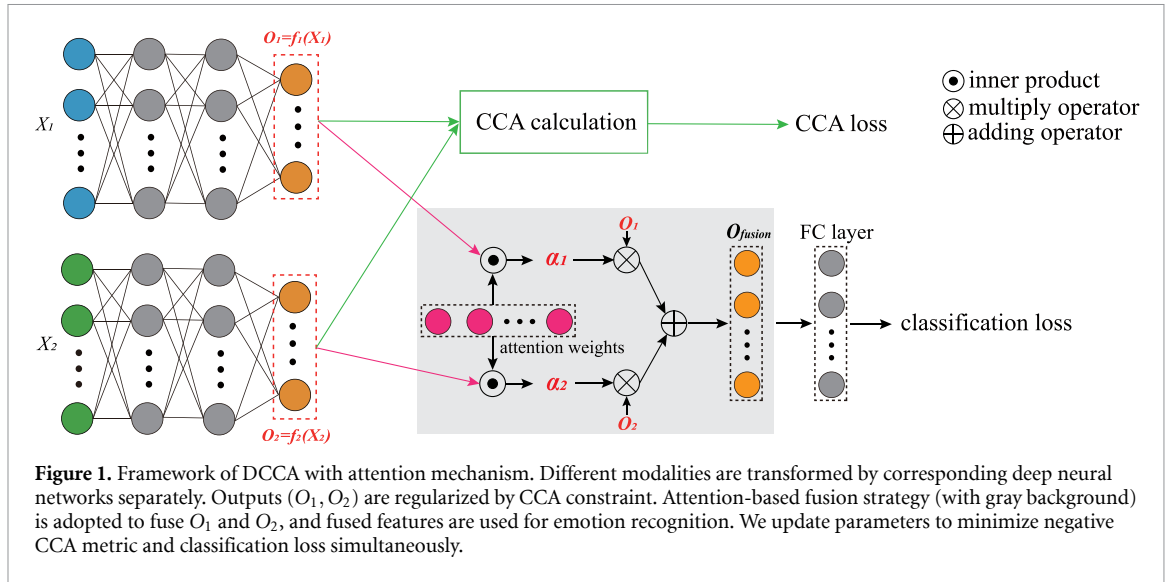 O₁=f₁(X₁)
X₁
CCA calculation
CCA loss
inner product
multiply operator
adding operator
O₁
α₁
Ofusion
FC layer
attention weights
classification loss
X₂
α₂
O₂
O₂=f₂(X₂)
Figure 1. Framework of DCCA with attention mechanism. Different modalities are transformed by corresponding deep neural
networks separately. Outputs (O₁, O₂) are regularized by CCA constraint. Attention-based fusion strategy (with gray background)
is adopted to fuse O₁ and O₂, and fused features are used for emotion recognition. We update parameters to minimize negative
CCA metric and classification loss simultaneously.